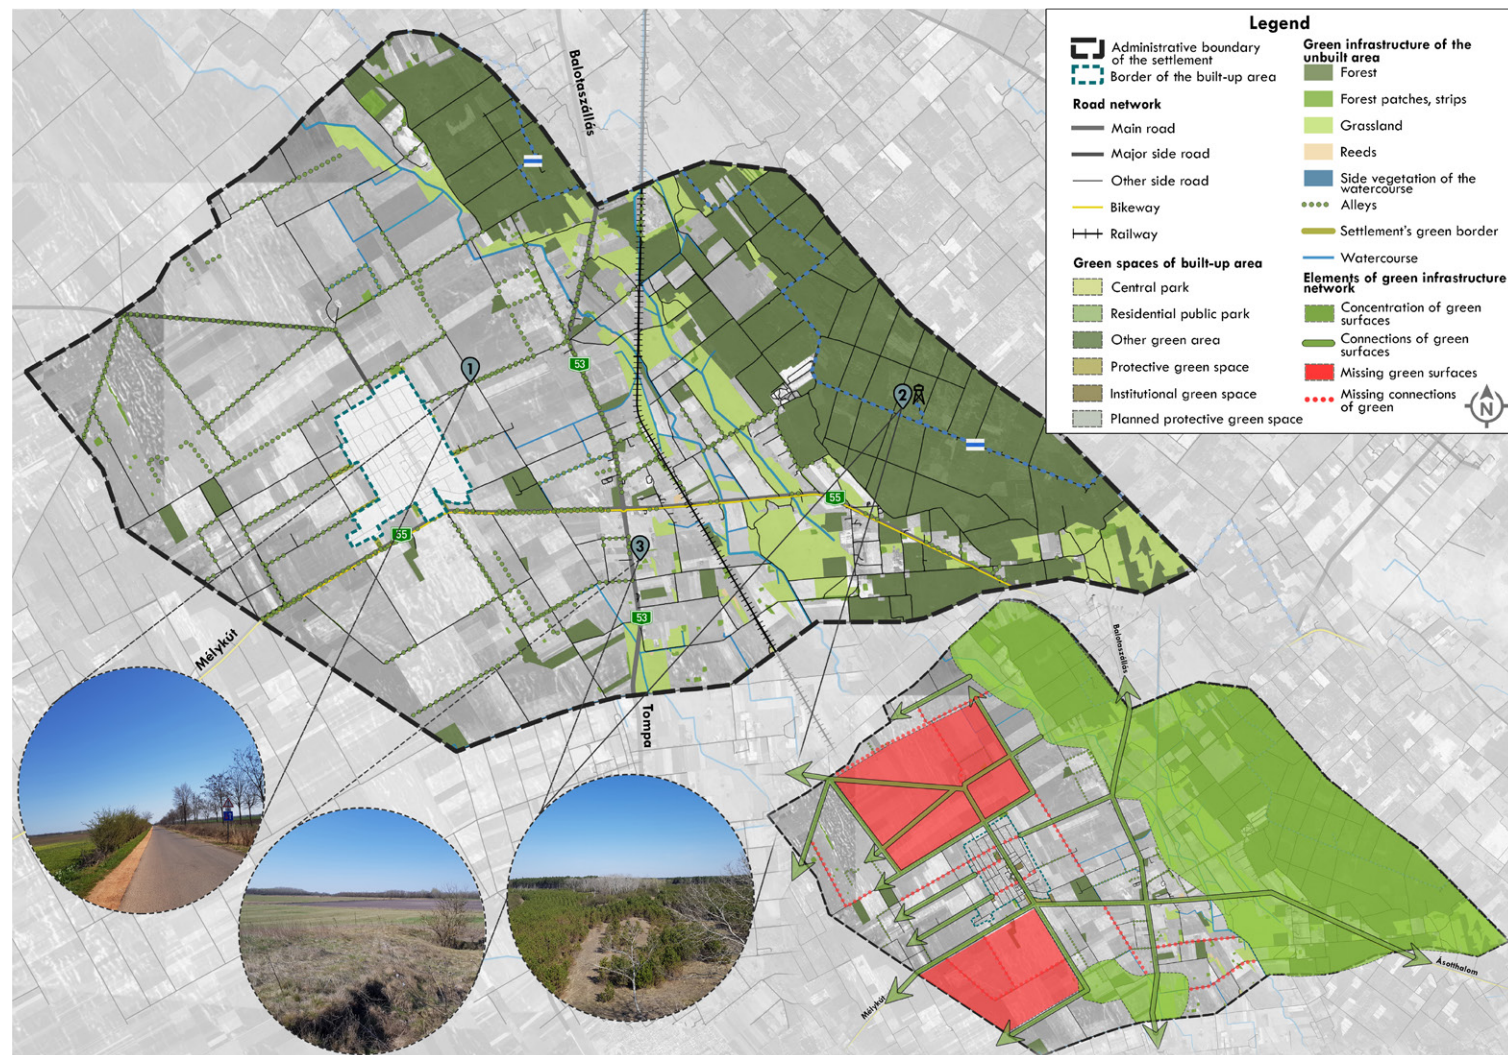 Legend
Administrative boundary
of the settlement
Border of the built-up area
Road network
Main road
Major side road
Other side road
Bikeway
Railway
Green spaces of built-up area
Central park
Residential public park
Other green area
Protective green space
Institutional green space
Planned protective green space
Green infrastructure of the
unbuilt area
Forest
Forest patches, strips
Grassland
Reeds
Side vegetation of the
watercourse
Alleys
Settlement's green border
Watercourse
Elements of green infrastructure
network
Concentration of green
surfaces
Connections of green
surfaces
Missing green surfaces
Missing connections
of green
N
Balotaszállás
53
1
2
55
55
3
53
Mélykút
Tompa
Balotaszállás
Mélykút
Ásotthalom